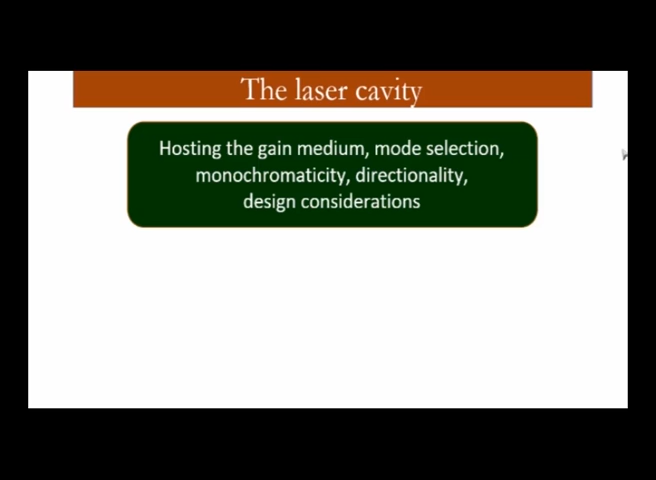 The laser cavity
Hosting the gain medium, mode selection,
monochromaticity, directionality,
design considerations